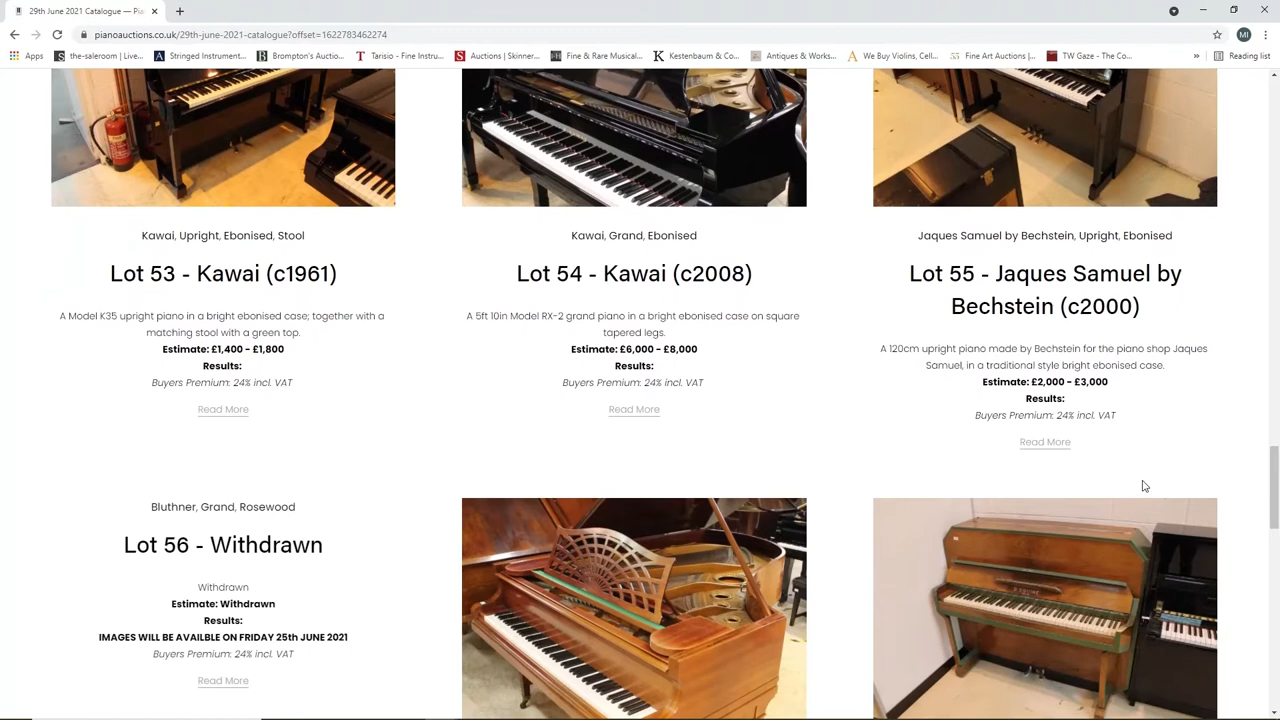 29th June 2021 Catalogue —
pianoauctions.co.uk/29th-june-2021-catalogue?offset=1622783462274
MI
Apps
the-saleroom | Live...
Stringed Instrument...
Brompton's Auctio...
Tarisio - Fine Instru...
Auctions | Skinner...
Fine & Rare Musical...
Kestenbaum & Co...
Antiques & Works...
We Buy Violins, Cell...
Fine Art Auctions |...
TW Gaze - The Co...
»
Reading list
Kawai, Upright, Ebonised, Stool
Lot 53 - Kawai (c1961)
A Model K35 upright piano in a bright ebonised case; together with a
matching stool with a green top.
Estimate: £1,400 - £1,800
Results:
Buyers Premium: 24% incl. VAT
Read More
Kawai, Grand, Ebonised
Lot 54 - Kawai (c2008)
A 5ft 10in Model RX-2 grand piano in a bright ebonised case on square
tapered legs.
Estimate: £6,000 - £8,000
Results:
Buyers Premium: 24% incl. VAT
Read More
Jaques Samuel by Bechstein, Upright, Ebonised
Lot 55 - Jaques Samuel by
Bechstein (c2000)
A 120cm upright piano made by Bechstein for the piano shop Jaques
Samuel, in a traditional style bright ebonised case.
Estimate: £2,000 - £3,000
Results:
Buyers Premium: 24% incl. VAT
Read More
Bluthner, Grand, Rosewood
Lot 56 - Withdrawn
Withdrawn
Estimate: Withdrawn
Results:
IMAGES WILL BE AVAILBLE ON FRIDAY 25th JUNE 2021
Buyers Premium: 24% incl. VAT
Read More